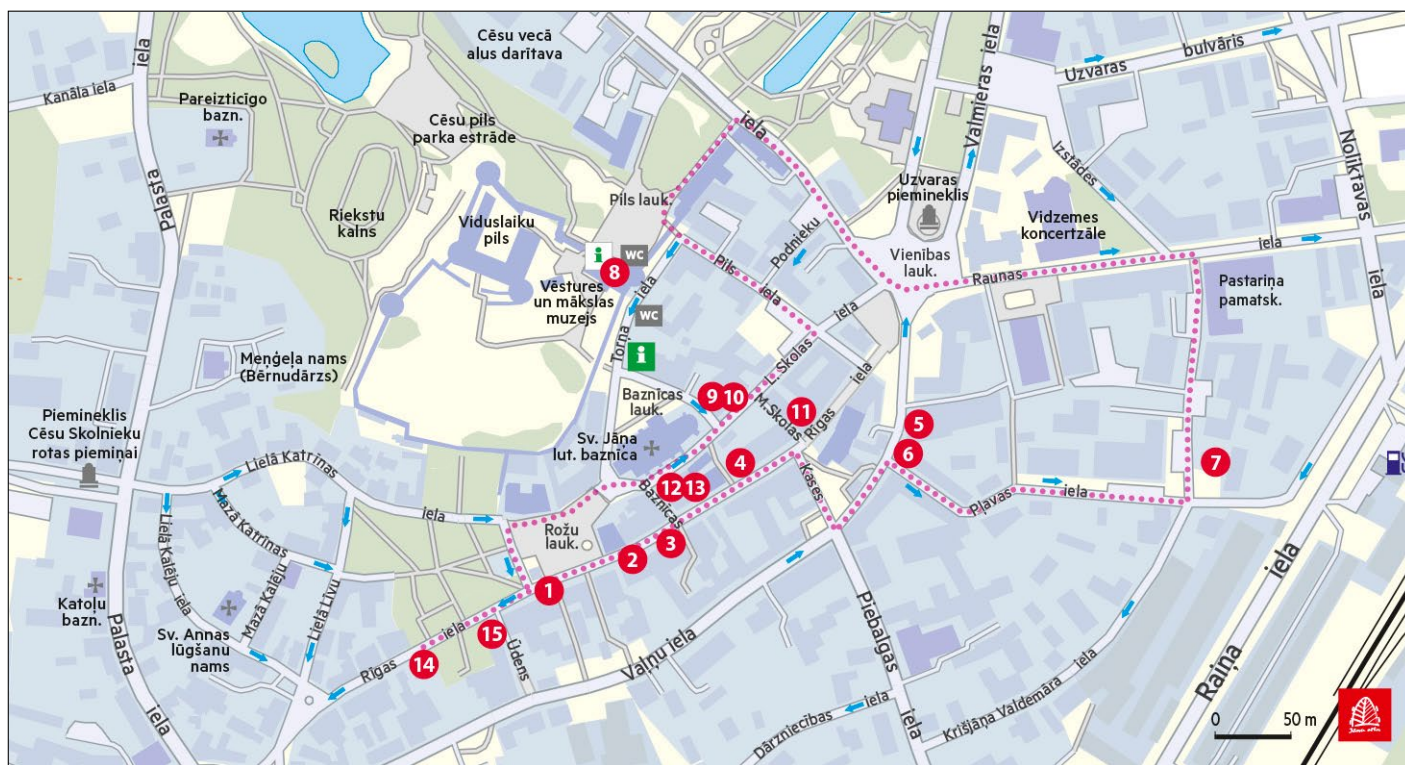 Cēsu vecā
alus darītava
iela
Kanāla iela
Pareizticīgo
bazn.
Cēsu pils
parka estrāde
Palasta
Riekstu
kalns
Viduslaiku
pils
Pils lauk.
i
WC
8
Vēstures
un mākslas
muzejs
WC
i
Torņa
iela
Pils
iela
Podnieku
iela
Uzvaras
piemineklis
Valmieras iela
Uzvaras
bulvāris
Izstādes
Noliktavas
iela
Vidzemes
koncertzāle
Vienības
lauk.
Raunas
iela
Pastariņa
pamatsk.
Meņģeļa nams
(Bērnudārzs)
Piemineklis
Cēsu Skolnieku
rotas piemiņai
Baznīcas
lauk.
Sv. Jāņa
lut. baznīca
9
10
L. Skolas
iela
M.Skolas
11
Rīgas
iela
4
12
13
Baznīcas
Kases
5
6
7
Pļavas
iela
Lielā Katrīnas
iela
Mazā Katrīnas
Lielā Kalēju
iela
Mazā Kalēju
Lielā Līvu
Rožu
lauk.
1
2
3
Katoļu
bazn.
Palasta
iela
Sv. Annas
lūgšanu
nams
Rīgas
iela
14
15
Ūdens
Vaļņu iela
Piebalgas
iela
Dārzniecības
iela
Krišjāņa Valdemāra
iela
Raiņa
iela
0
50 m